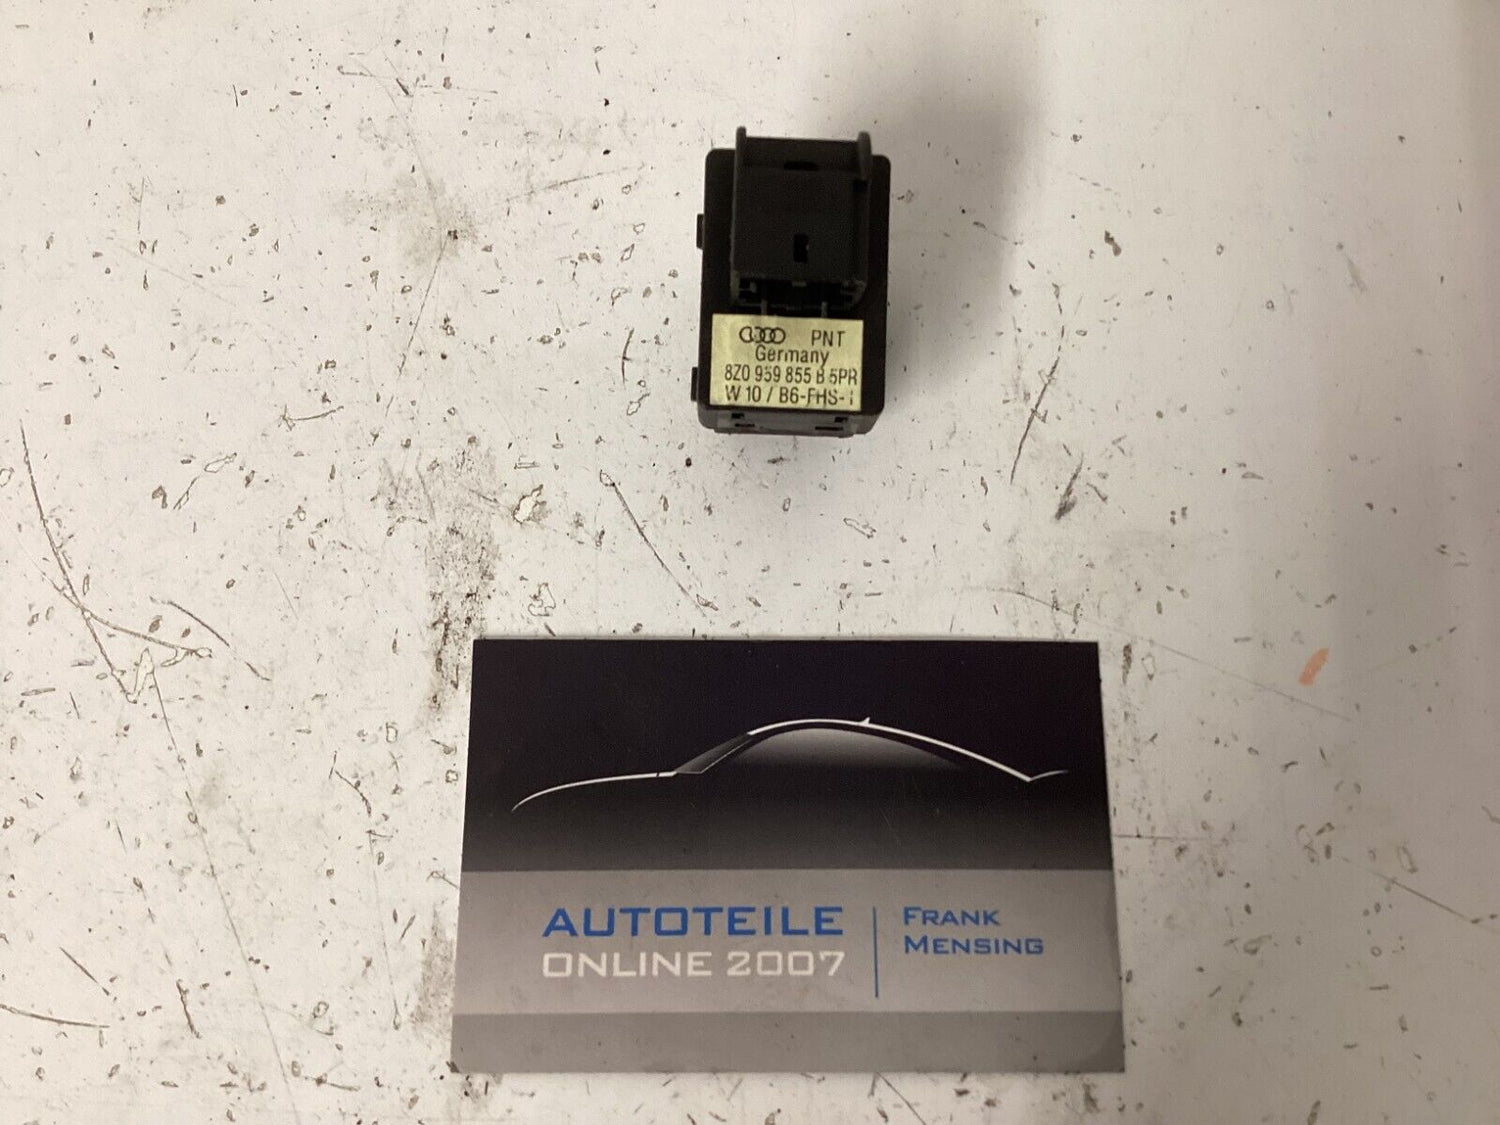 PNT
Germany
8Z0 959 855 B 5PR
W 10 / B6-FHS-1
AUTOTEILE
ONLINE 2007
FRANK
MENSING